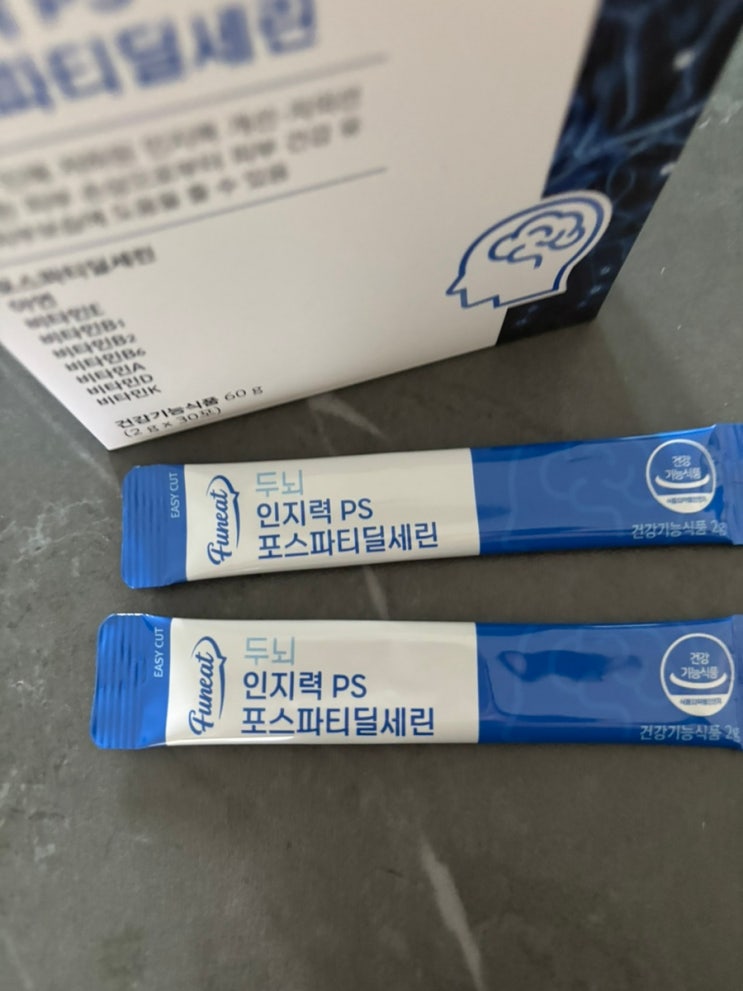 PS
포스파티딜세린
포스파티딜세린
아연
비타민E
비타민B1
비타민B2
비타민B6
비타민A
비타민D
비타민K
건강기능식품 60 g
(2 g x 30포)
EASY CUT
Funeat
두뇌
인지력 PS
포스파티딜세린
건강
기능식품
건강기능식품 2g
EASY CUT
Funeat
두뇌
인지력 PS
포스파티딜세린
건강
기능식품
건강기능식품 2g